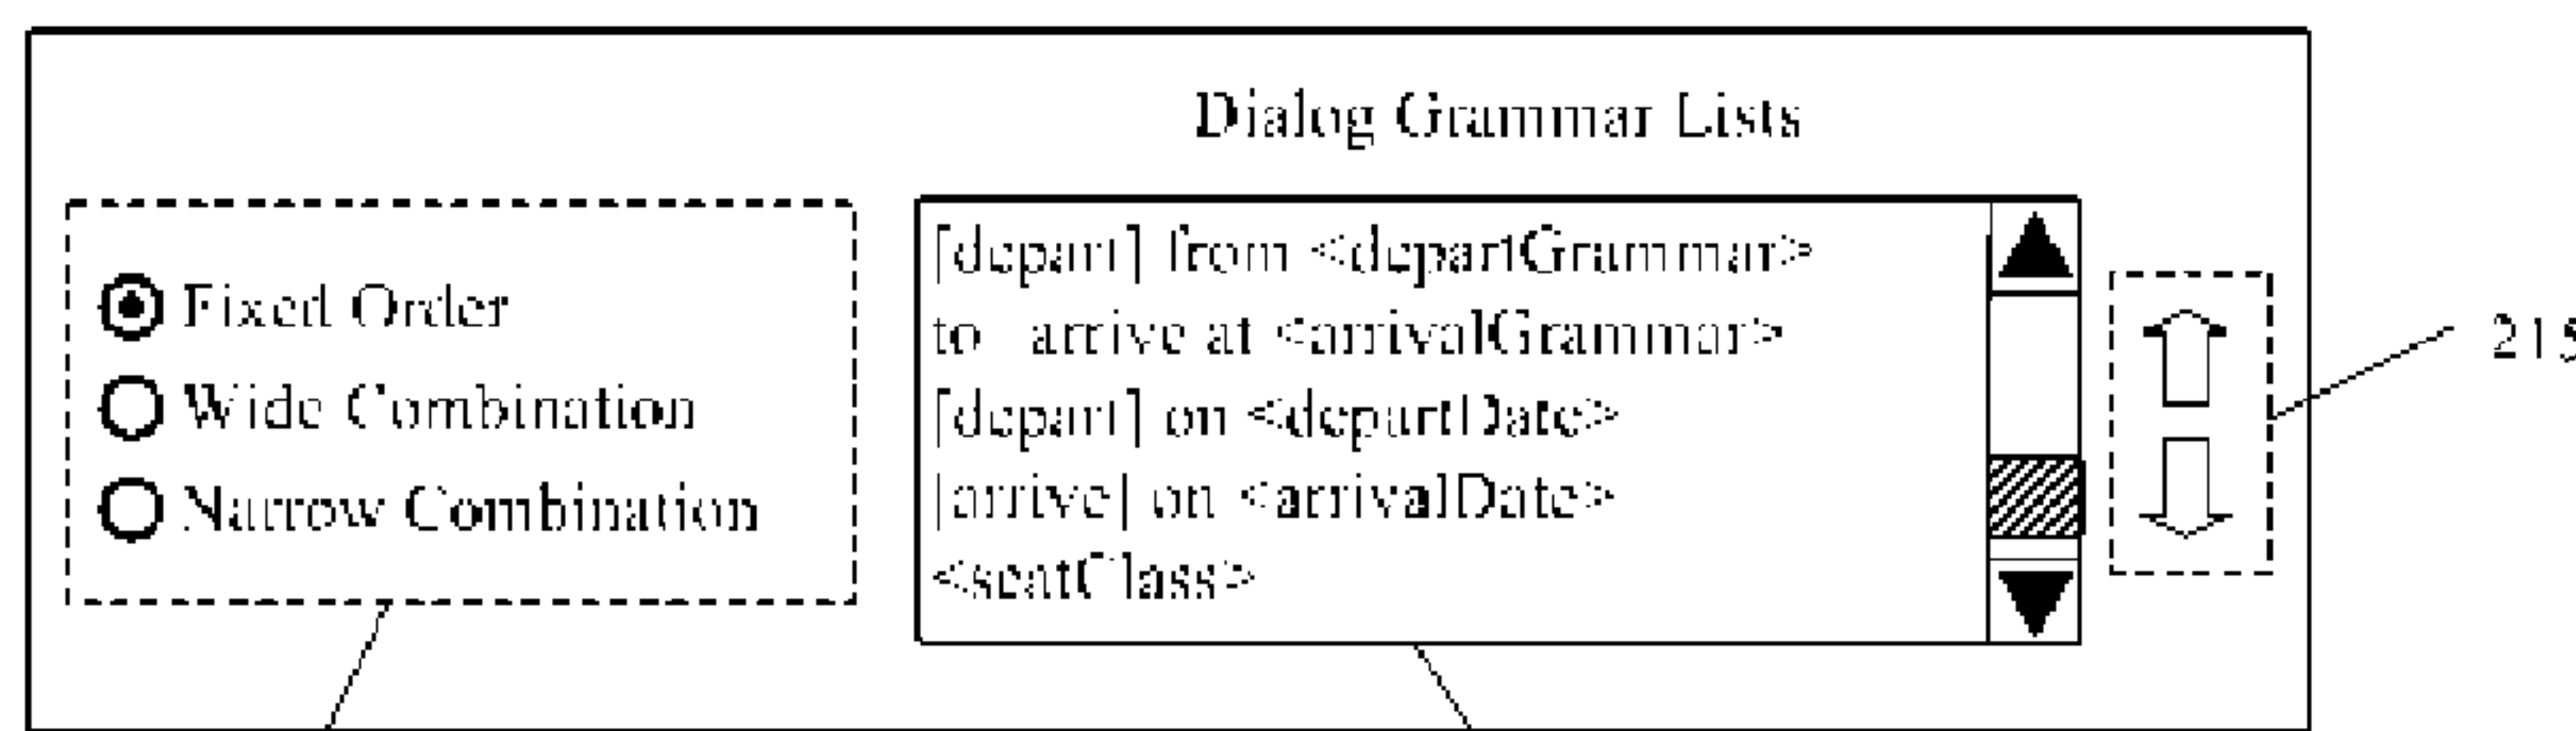 Dialog Grammar Lists
Fixed Order
Wide Combination
Narrow Combination
[depart] from <departGrammar>
to arrive at <arrivalGrammar>
[depart] on <departDate>
[arrive] on <arrivalDate>
<seatClass>
215